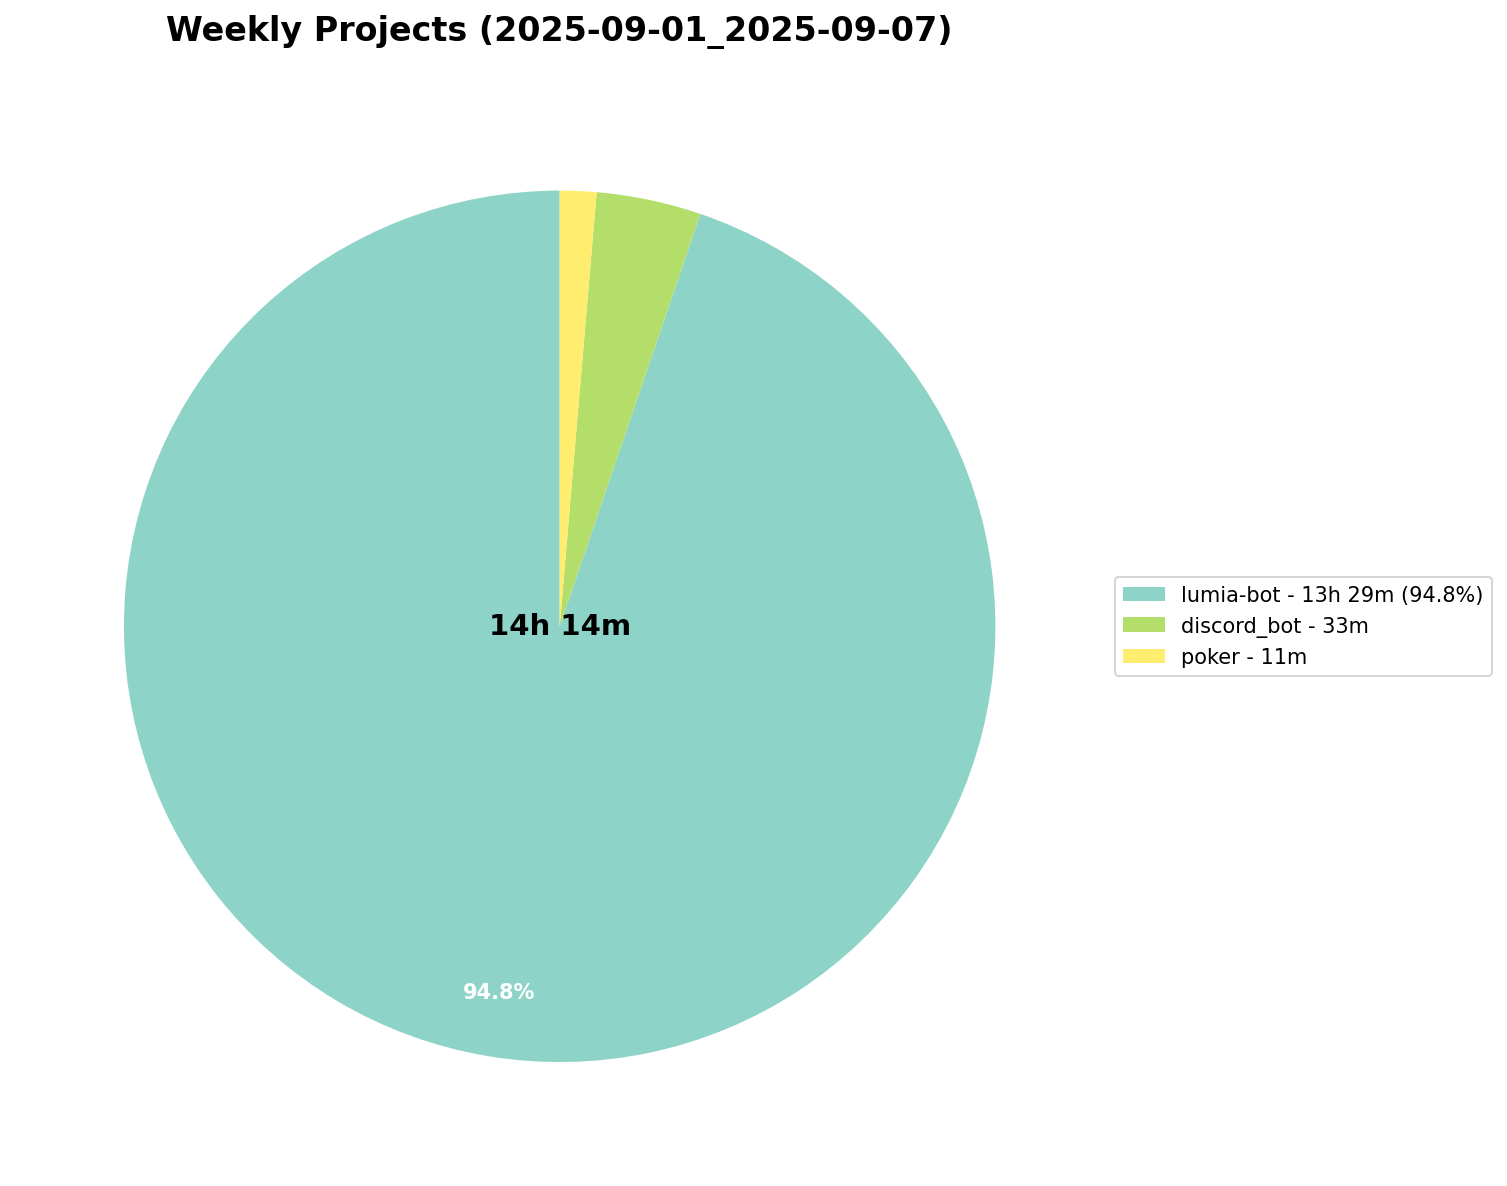 Weekly Projects (2025-09-01_2025-09-07)
14h 14m
94.8%
lumia-bot - 13h 29m (94.8%)
discord_bot - 33m
poker - 11m